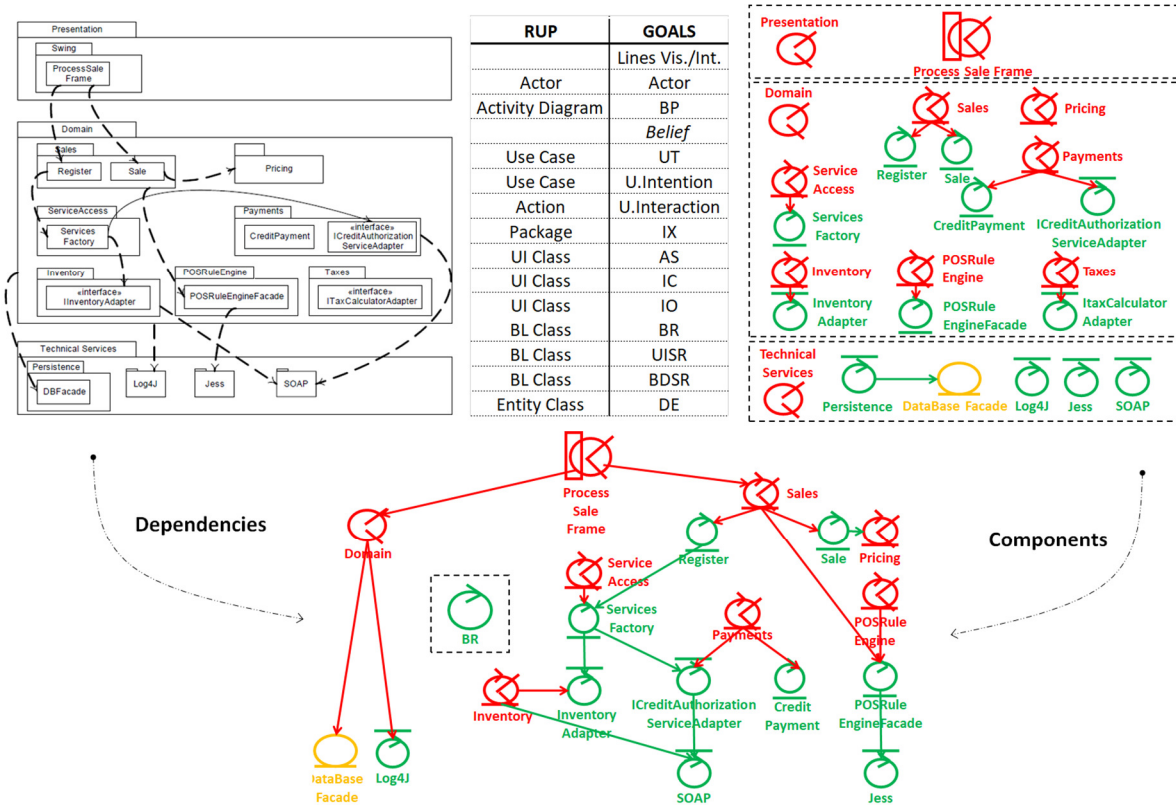 Presentation
Swing
ProcessSale
Frame
Domain
Sales
Register
Sale
Pricing
ServiceAccess
Services
Factory
Payments
CreditPayment
«interface»
ICreditAuthorization
ServiceAdapter
Inventory
«interface»
IInventoryAdapter
POSRuleEngine
POSRuleEngineFacade
Taxes
«interface»
ITaxCalculatorAdapter
Technical Services
Persistence
DBFacade
Log4J
Jess
SOAP
RUP GOALS
Lines Vis./Int.
Actor Actor
Activity Diagram BP
Belief
Use Case UT
Use Case U.Intention
Action U.Interaction
Package IX
UI Class AS
UI Class IC
UI Class IO
BL Class BR
BL Class UISR
BL Class BDSR
Entity Class DE
Presentation
Process Sale Frame
Domain
Sales
Pricing
Register
Sale
Payments
Service
Access
Services
Factory
CreditPayment
ICreditAuthorization
ServiceAdapter
Inventory
POSRule
Engine
Taxes
Inventory
Adapter
POSRule
EngineFacade
ItaxCalculator
Adapter
Technical
Services
Persistence
DataBase Facade
Log4J
Jess
SOAP
Dependencies
Components
Process
Sale
Frame
Sales
Domain
Register
Sale
Pricing
BR
Service
Access
Services
Factory
Payments
POSRule
Engine
Inventory
Inventory
Adapter
ICreditAuthorization
ServiceAdapter
Credit
Payment
POSRule
EngineFacade
DataBase
Facade
Log4J
SOAP
Jess